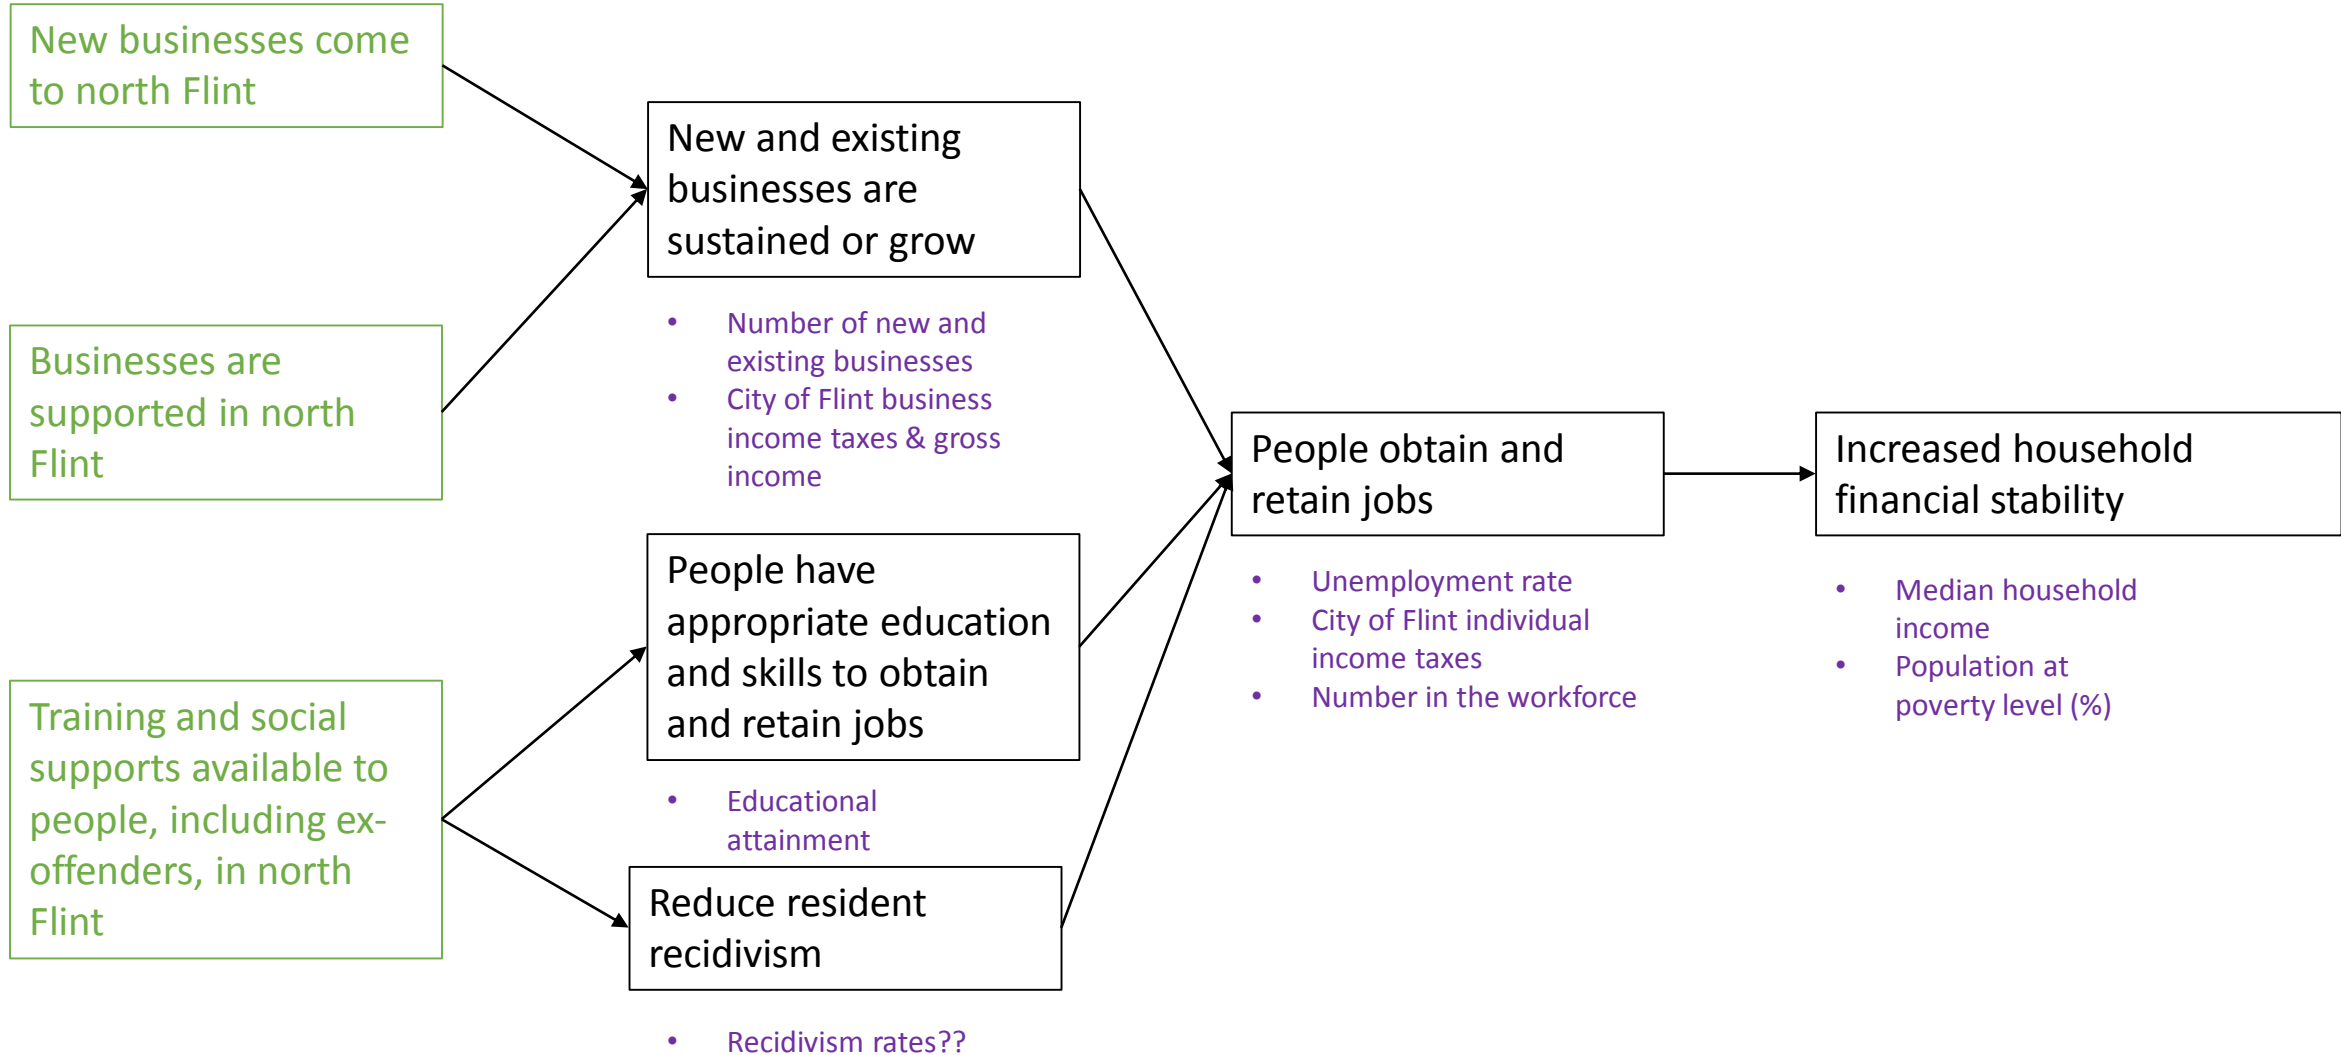 New businesses come
to north Flint
Businesses are
supported in north
Flint
Training and social
supports available to
people, including ex-
offenders, in north
Flint
New and existing
businesses are
sustained or grow
• Number of new and
existing businesses
• City of Flint business
income taxes & gross
income
People have
appropriate education
and skills to obtain
and retain jobs
• Educational
attainment
Reduce resident
recidivism
• Recidivism rates??
People obtain and
retain jobs
• Unemployment rate
• City of Flint individual
income taxes
• Number in the workforce
Increased household
financial stability
• Median household
income
• Population at
poverty level (%)